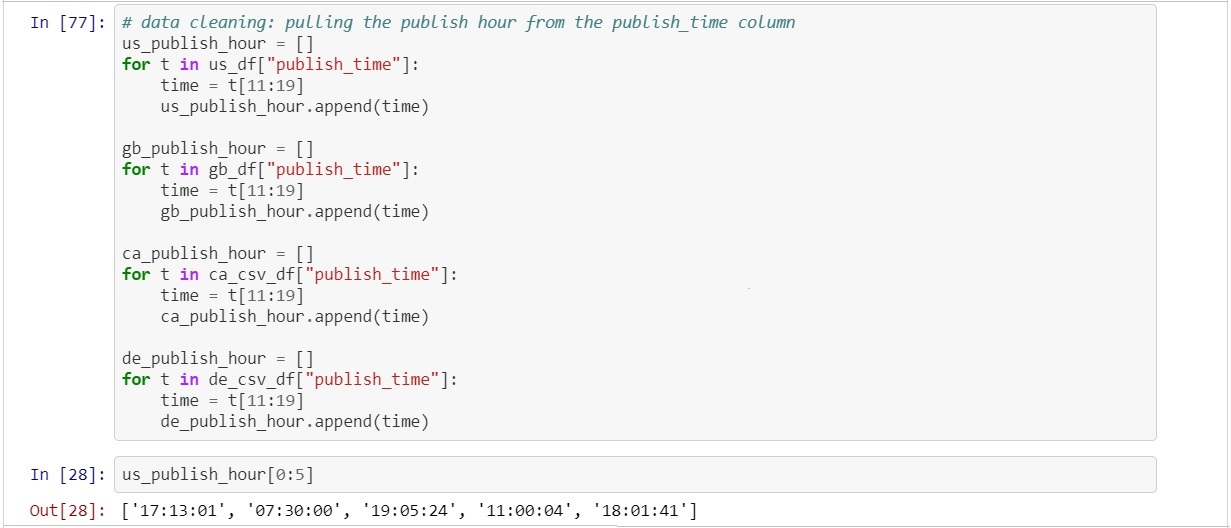 In [77]: # data cleaning: pulling the publish hour from the publish_time column
us_publish_hour = []
for t in us_df["publish_time"]:
    time = t[11:19]
    us_publish_hour.append(time)

gb_publish_hour = []
for t in gb_df["publish_time"]:
    time = t[11:19]
    gb_publish_hour.append(time)

ca_publish_hour = []
for t in ca_csv_df["publish_time"]:
    time = t[11:19]
    ca_publish_hour.append(time)

de_publish_hour = []
for t in de_csv_df["publish_time"]:
    time = t[11:19]
    de_publish_hour.append(time)

In [28]: us_publish_hour[0:5]
Out[28]: ['17:13:01', '07:30:00', '19:05:24', '11:00:04', '18:01:41']